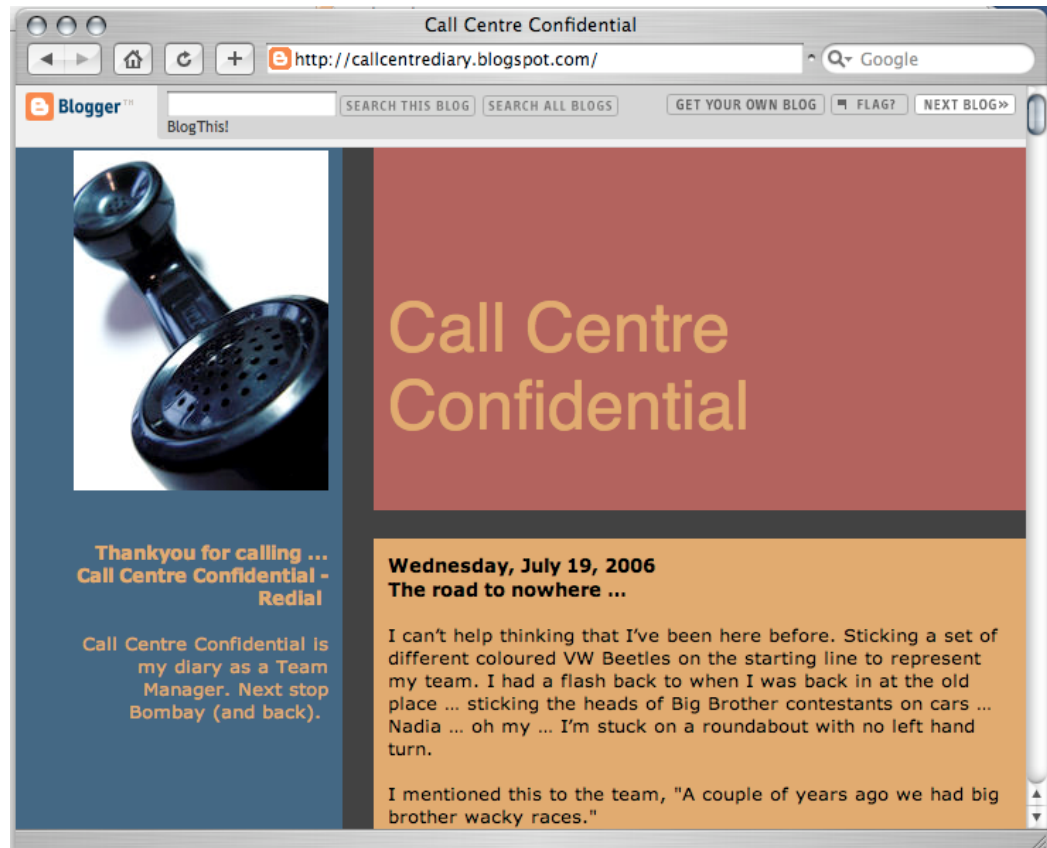 Call Centre Confidential
http://callcentrediary.blogspot.com/
Google
Blogger™
SEARCH THIS BLOG
SEARCH ALL BLOGS
GET YOUR OWN BLOG
FLAG?
NEXT BLOG»
BlogThis!
Call Centre
Confidential
Thankyou for calling ...
Call Centre Confidential -
Redial
Call Centre Confidential is
my diary as a Team
Manager. Next stop
Bombay (and back).
Wednesday, July 19, 2006
The road to nowhere ...
I can't help thinking that I've been here before. Sticking a set of
different coloured VW Beetles on the starting line to represent
my team. I had a flash back to when I was back in at the old
place ... sticking the heads of Big Brother contestants on cars ...
Nadia ... oh my ... I'm stuck on a roundabout with no left hand
turn.
I mentioned this to the team, "A couple of years ago we had big
brother wacky races."